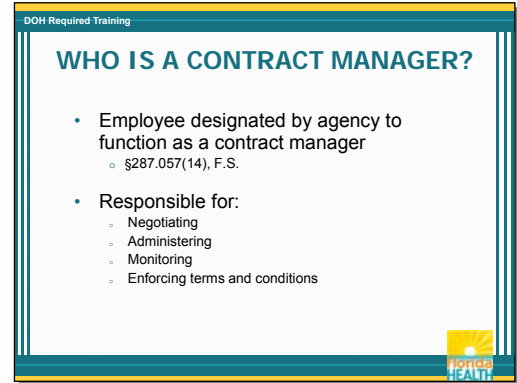 DOH Required Training
WHO IS A CONTRACT MANAGER?
• Employee designated by agency to
function as a contract manager
○ §287.057(14), F.S.
• Responsible for:
▫ Negotiating
▫ Administering
▫ Monitoring
▫ Enforcing terms and conditions
Florida
HEALTH